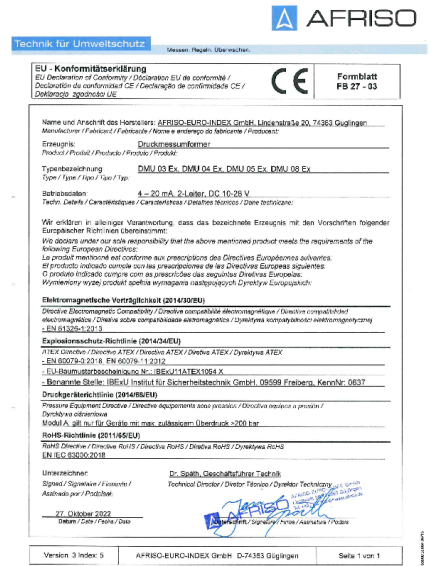 AFRISO
Technik für Umweltschutz
Messen. Regeln. Überwachen.
EU - Konformitätserklärung
EU Declaration of Conformity / Déclaration EU de conformité /
Declaración de conformidad CE / Declaração de conformidade CE /
Deklaracja zgodności UE
CE
Formblatt
FB 27 - 03
Name und Anschrift des Herstellers: AFRISO-EURO-INDEX GmbH, Lindenstraße 20, 74363 Güglingen
Manufacturer / Fabricant / Fabricante / Nome e endereço do fabricante / Producent:
Erzeugnis: Druckmessumformer
Product / Produit / Producto / Produto / Produkt:
Typenbezeichnung DMU 03 Ex, DMU 04 Ex, DMU 05 Ex, DMU 08 Ex
Type / Type / Tipo / Tipo / Typ:
Betriebsdaten: 4 – 20 mA, 2-Leiter, DC 10-28 V
Techn. Details / Caractéristiques / Características / Detalhes técnicos / Dane techniczne:
Wir erklären in alleiniger Verantwortung, dass das bezeichnete Erzeugnis mit den Vorschriften folgender
Europäischer Richtlinien übereinstimmt:
We declare under our sole responsibility that the above mentioned product meets the requirements of the
following European Directives:
Le produit mentionné est conforme aux prescriptions des Directives Européennes suivantes:
El producto indicado cumple con las prescripciones de las Directivas Europeas siguientes:
O produto indicado cumpre com as prescrições das seguintes Diretivas Europeias:
Wymieniony wyżej produkt spełnia wymagania następujących Dyrektyw Europejskich:
Elektromagnetische Verträglichkeit (2014/30/EU)
Directive Electromagnetic Compatibility / Directive compatibilité électromagnétique / Directiva compatibilidad
electromagnética / Diretiva sobre compatibilidade eletromagnética / Dyrektywa kompatybilności elektromagnetycznej
- EN 61326-1:2013
Explosionsschutz-Richtlinie (2014/34/EU)
ATEX Directive / Directive ATEX / Directiva ATEX / Diretiva ATEX / Dyrektywa ATEX
- EN 60079-0:2018, EN 60079-11:2012
- EU-Baumusterbescheinigung Nr.: IBExU11ATEX1054 X
- Benannte Stelle: IBExU Institut für Sicherheitstechnik GmbH, 09599 Freiberg, KennNr: 0637
Druckgeräterichtlinie (2014/68/EU)
Pressure Equipment Directive / Directive équipements sous pression / Directiva equipos a presión /
Dyrektywa ciśnieniowa
Modul A, gilt nur für Geräte mit max. zulässigem Überdruck >200 bar
RoHS-Richtlinie (2011/65/EU)
RoHS Directive / Directive RoHS / Directiva RoHS / Diretiva RoHS / Dyrektywa RoHS
EN IEC 63000:2018
Unterzeichner: Dr. Späth, Geschäftsführer Technik
Signed / Signataire / Firmante / Technical Director / Diretor Técnico / Dyrektor Techniczny
Assinado por / Podpisał:
AFRISO
27. Oktober 2022
Datum / Date / Fecha / Data Unterschrift / Signature / Firma / Assinatura / Podpis
Version 3 Index: 5 AFRISO-EURO-INDEX GmbH D-74363 Güglingen Seite 1 von 1